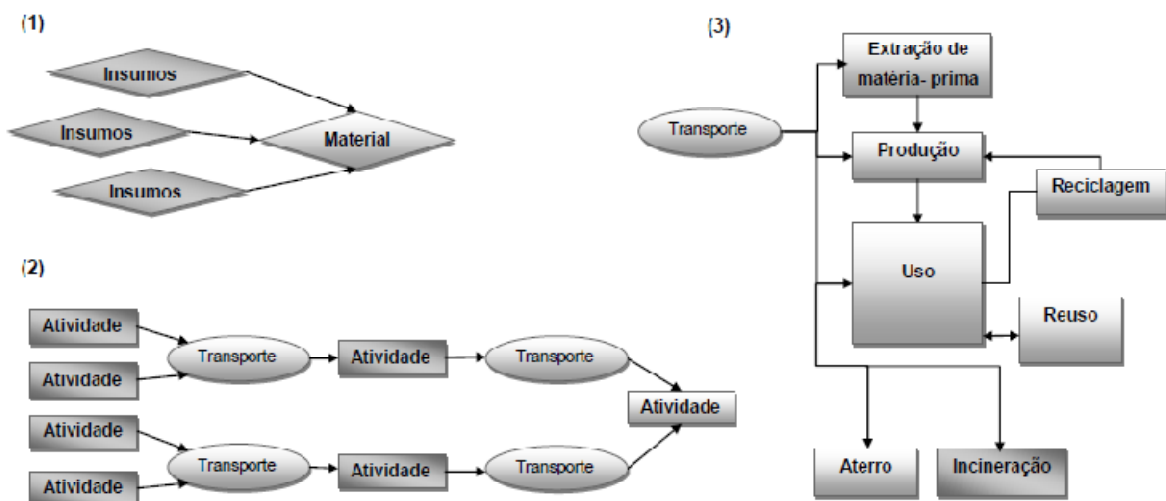 (1)
Insumos
Insumos
Insumos
Material
(2)
Atividade
Atividade
Atividade
Atividade
Transporte
Transporte
Atividade
Atividade
Transporte
Transporte
Atividade
(3)
Extração de
matéria- prima
Transporte
Produção
Reciclagem
Uso
Reuso
Aterro
Incineração